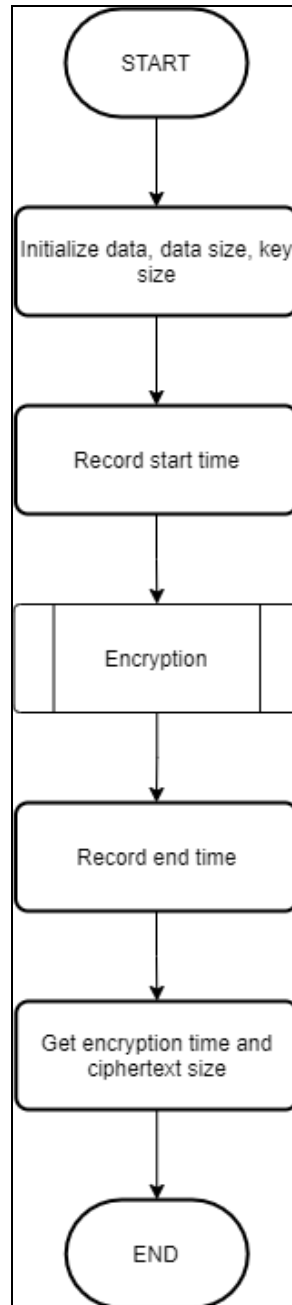 START
Initialize data, data size, key
size
Record start time
Encryption
Record end time
Get encryption time and
ciphertext size
END